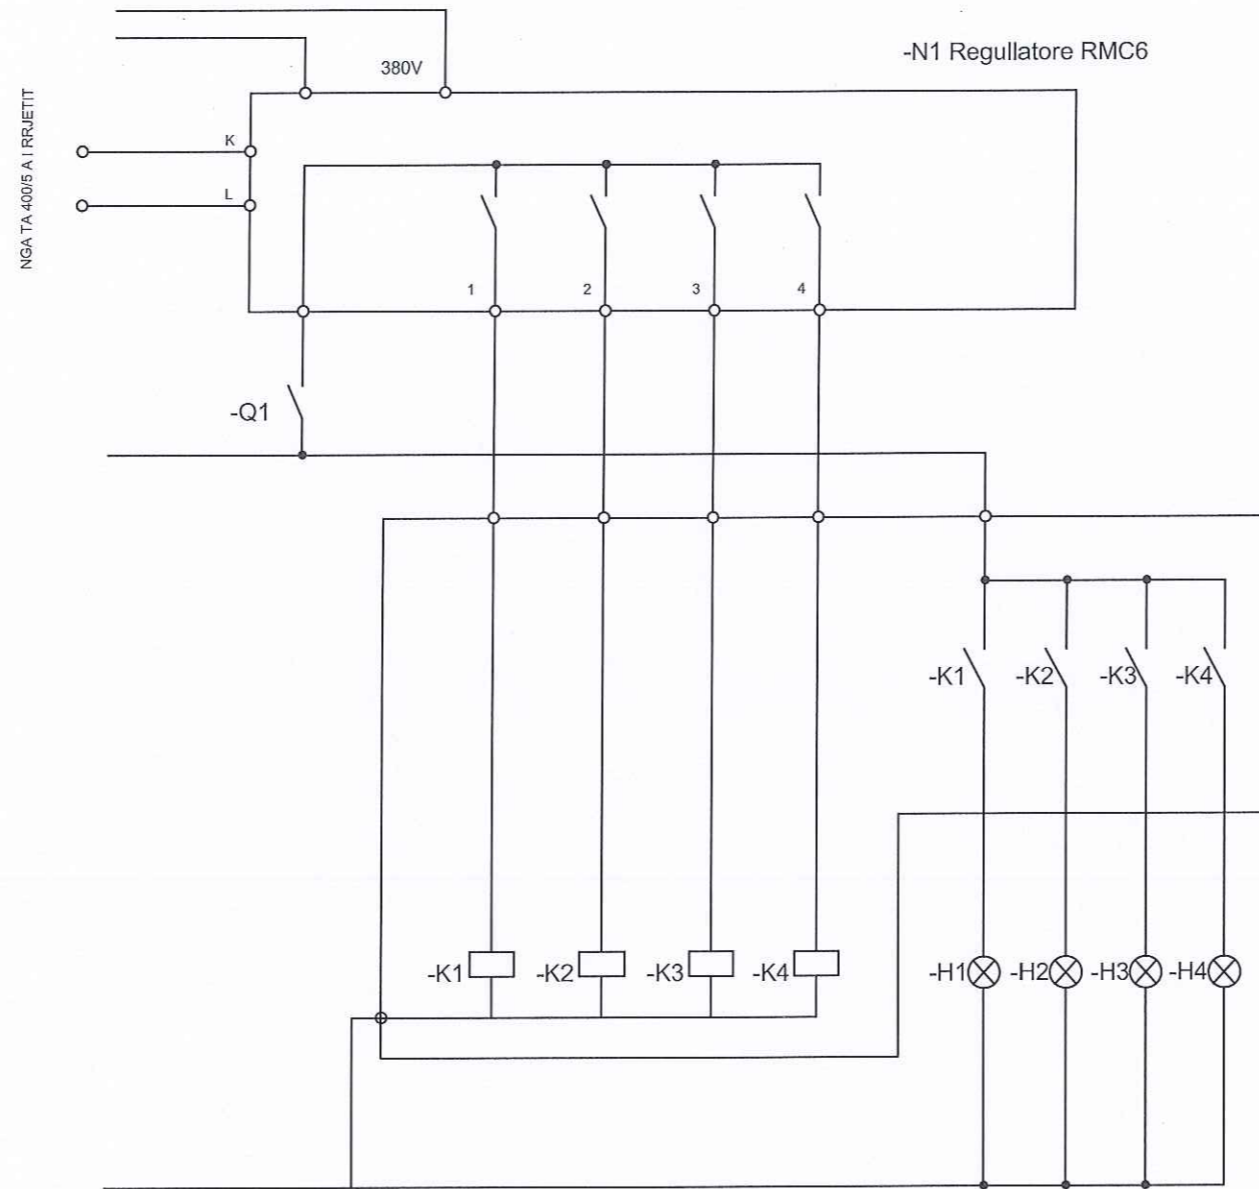 -N1 Regullatore RMC6
380V
NGA TA 400/5 A I RRJETIT
K
L
1 2 3 4
-Q1
-K1 -K2 -K3 -K4
-K1 -K2 -K3 -K4
-H1 -H2 -H3 -H4